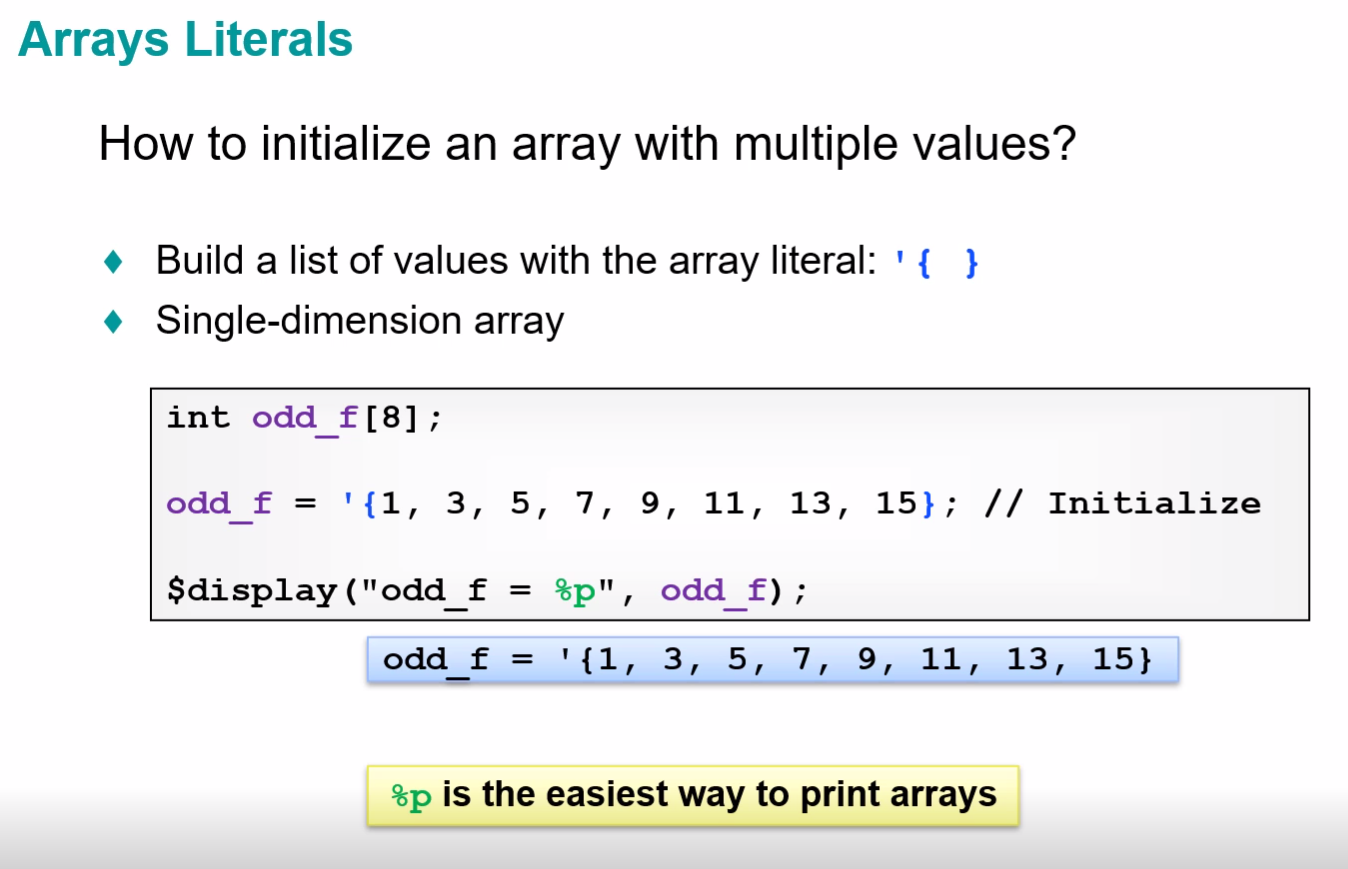 Arrays Literals
How to initialize an array with multiple values?
♦ Build a list of values with the array literal: '{ }
♦ Single-dimension array
int odd_f[8];
odd_f = '{1, 3, 5, 7, 9, 11, 13, 15}; // Initialize
$display("odd_f = %p", odd_f);
odd_f = '{1, 3, 5, 7, 9, 11, 13, 15}
%p is the easiest way to print arrays